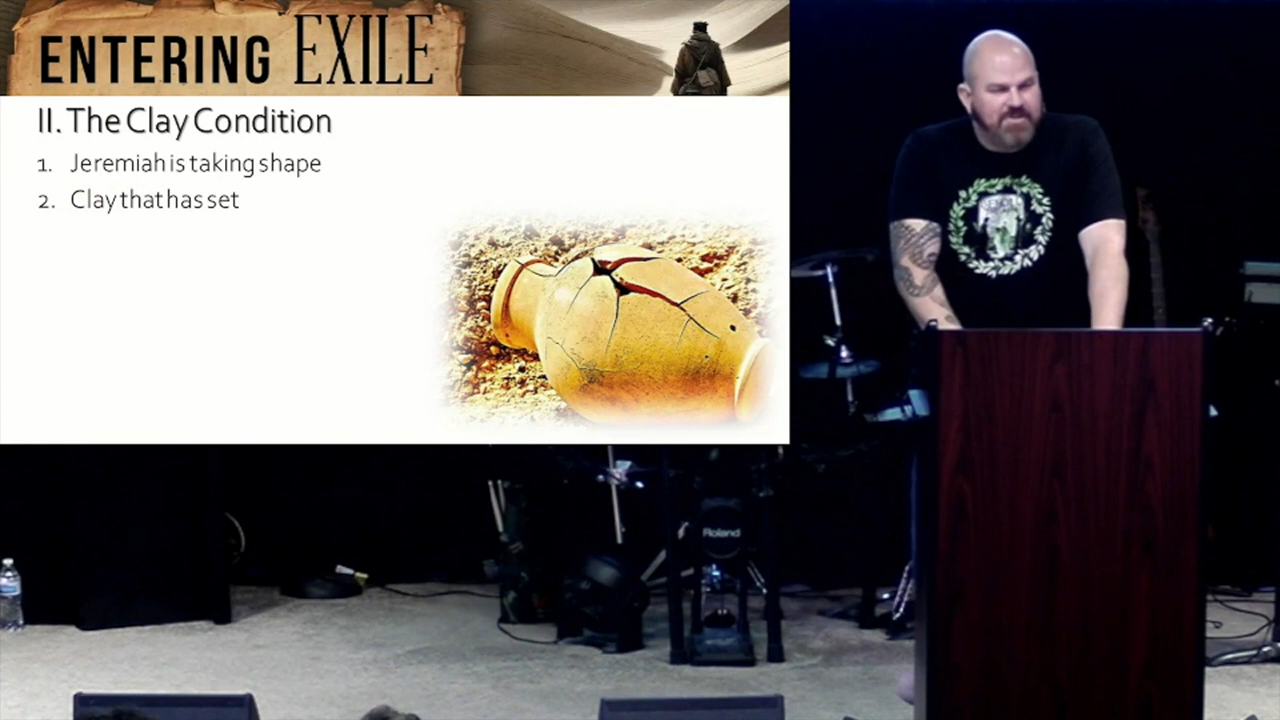 ENTERING EXILE
II. The Clay Condition
1. Jeremiah is taking shape
2. Clay that has set
Roland